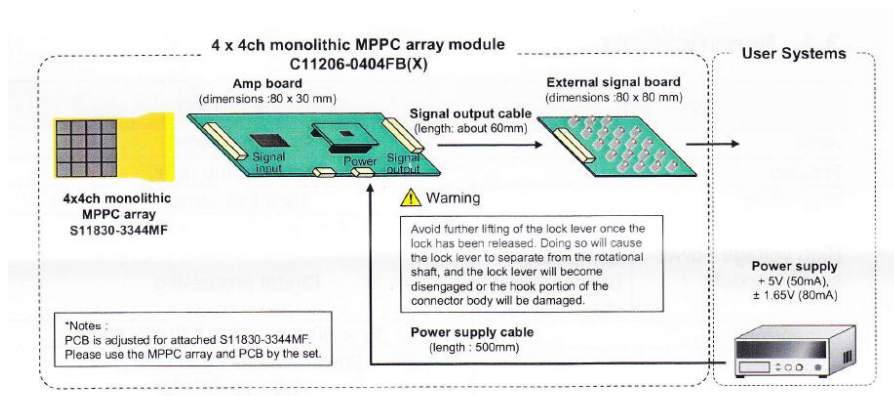 4 x 4ch monolithic MPPC array module
C11206-0404FB(X)
User Systems
Amp board
(dimensions :80 x 30 mm)
External signal board
(dimensions :80 x 80 mm)
Signal output cable
(length: about 60mm)
Signal
input
Power
Signal
output
4x4ch monolithic
MPPC array
S11830-3344MF
Warning
Avoid further lifting of the lock lever once the
lock has been released. Doing so will cause
the lock lever to separate from the rotational
shaft, and the lock lever will become
disengaged or the hook portion of the
connector body will be damaged.
Power supply
+ 5V (50mA),
± 1.65V (80mA)
*Notes :
PCB is adjusted for attached S11830-3344MF.
Please use the MPPC array and PCB by the set.
Power supply cable
(length : 500mm)